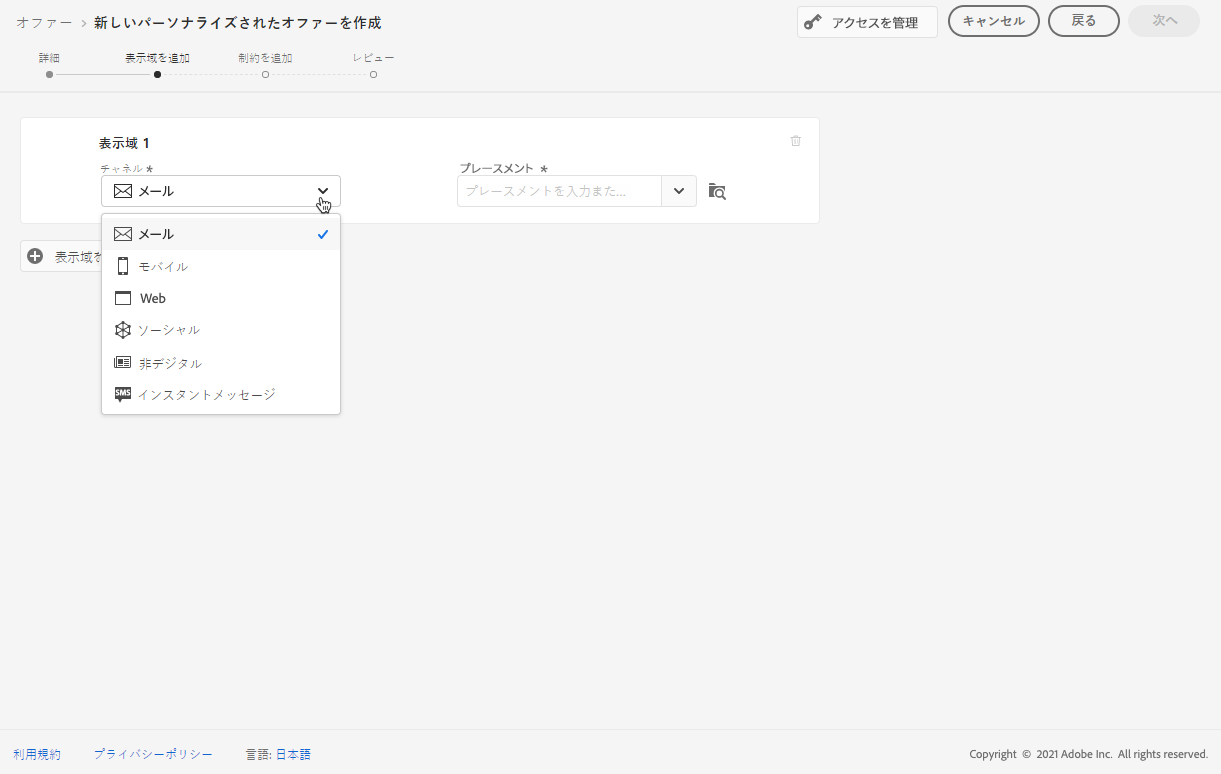 オファー > 新しいパーソナライズされたオファーを作成
アクセスを管理
キャンセル
戻る
次へ
詳細
表示域を追加
制約を追加
レビュー
表示域 1
チャネル *
プレースメント *
メール
プレースメントを入力また...
メール
表示域を
モバイル
Web
ソーシャル
非デジタル
SMS
インスタントメッセージ
利用規約
プライバシーポリシー
言語: 日本語
Copyright © 2021 Adobe Inc. All rights reserved.